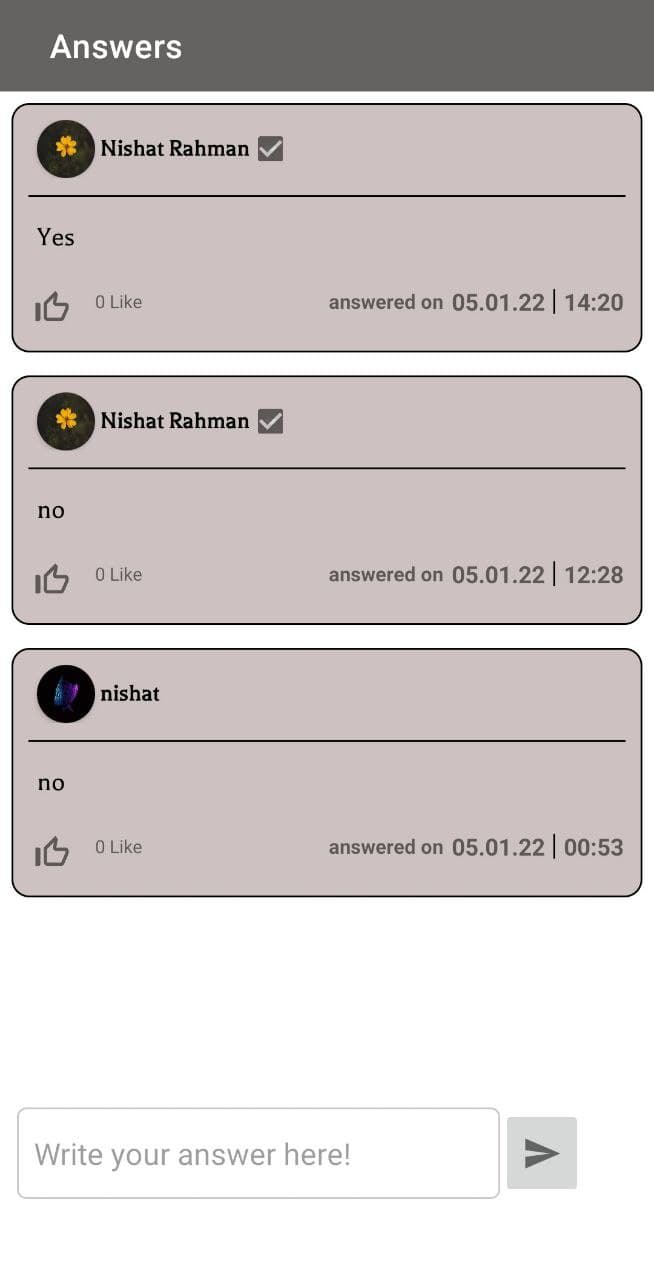 Answers
Nishat Rahman
Yes
0 Like answered on 05.01.22 | 14:20
Nishat Rahman
no
0 Like answered on 05.01.22 | 12:28
nishat
no
0 Like answered on 05.01.22 | 00:53
Write your answer here!